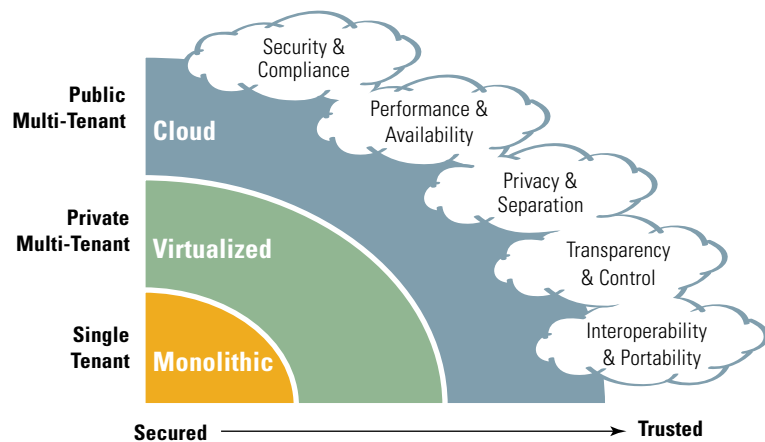 Security &
Compliance
Performance &
Availability
Privacy &
Separation
Transparency
& Control
Interoperability
& Portability
Public
Multi-Tenant
Cloud
Private
Multi-Tenant
Virtualized
Single
Tenant
Monolithic
Secured
Trusted